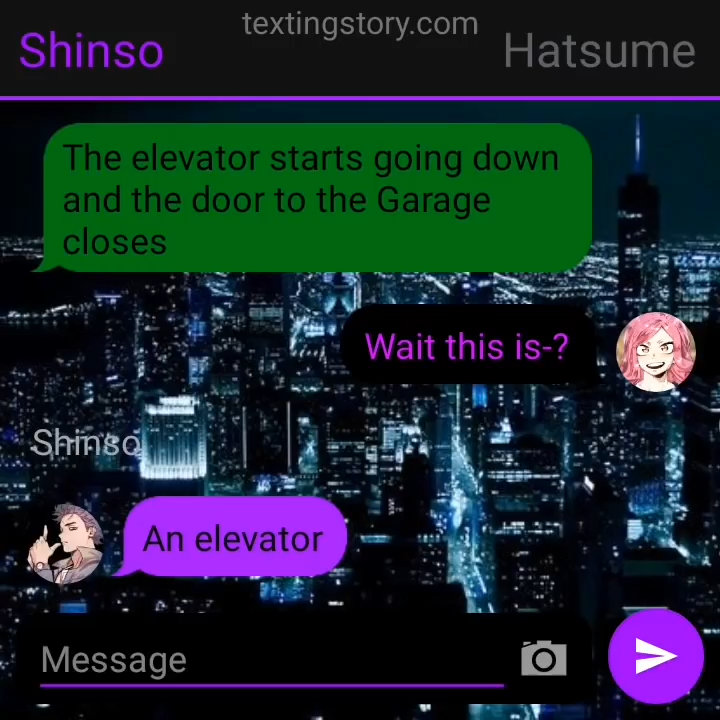 textingstory.com
Shinso
Hatsume
The elevator starts going down
and the door to the Garage
closes
Wait this is-?
Shinso
An elevator
Message